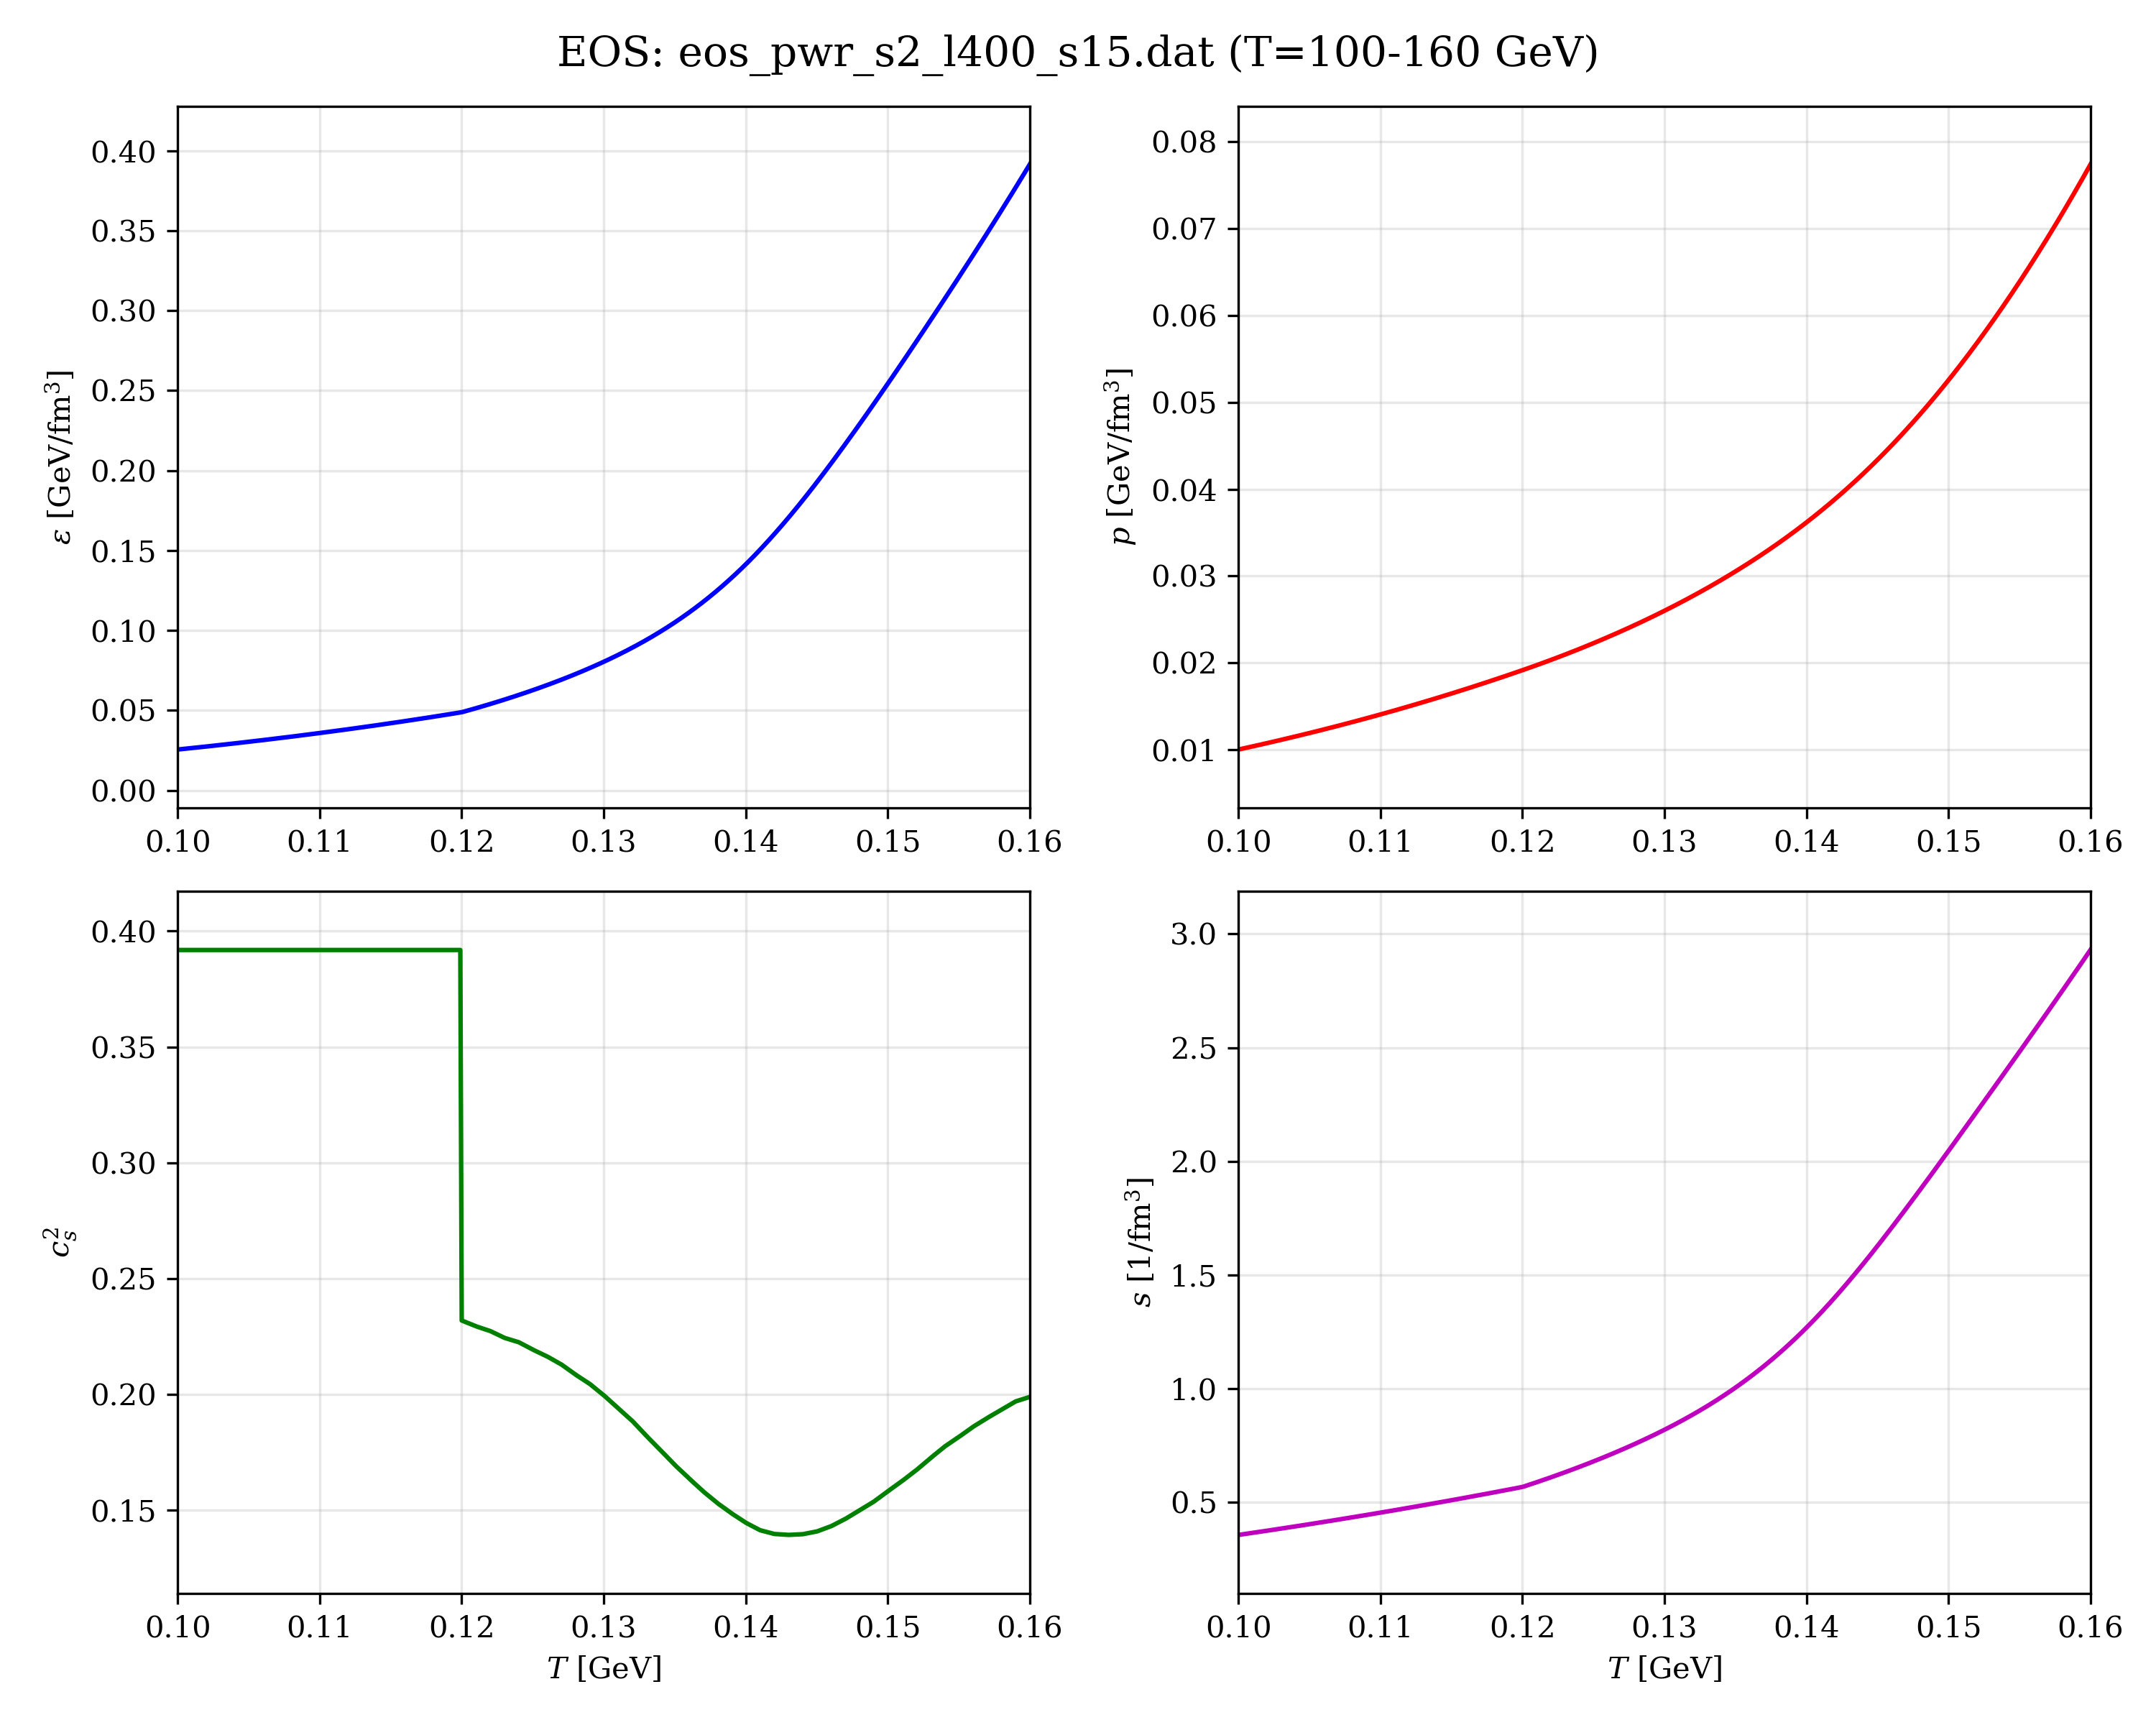 EOS: eos_pwr_s2_l400_s15.dat (T=100-160 GeV)
ε [GeV/fm³]
0.40
0.35
0.30
0.25
0.20
0.15
0.10
0.05
0.00
0.10 0.11 0.12 0.13 0.14 0.15 0.16
p [GeV/fm³]
0.08
0.07
0.06
0.05
0.04
0.03
0.02
0.01
0.10 0.11 0.12 0.13 0.14 0.15 0.16
c_s^2
0.40
0.35
0.30
0.25
0.20
0.15
0.10 0.11 0.12 0.13 0.14 0.15 0.16
T [GeV]
s [1/fm³]
3.0
2.5
2.0
1.5
1.0
0.5
0.10 0.11 0.12 0.13 0.14 0.15 0.16
T [GeV]